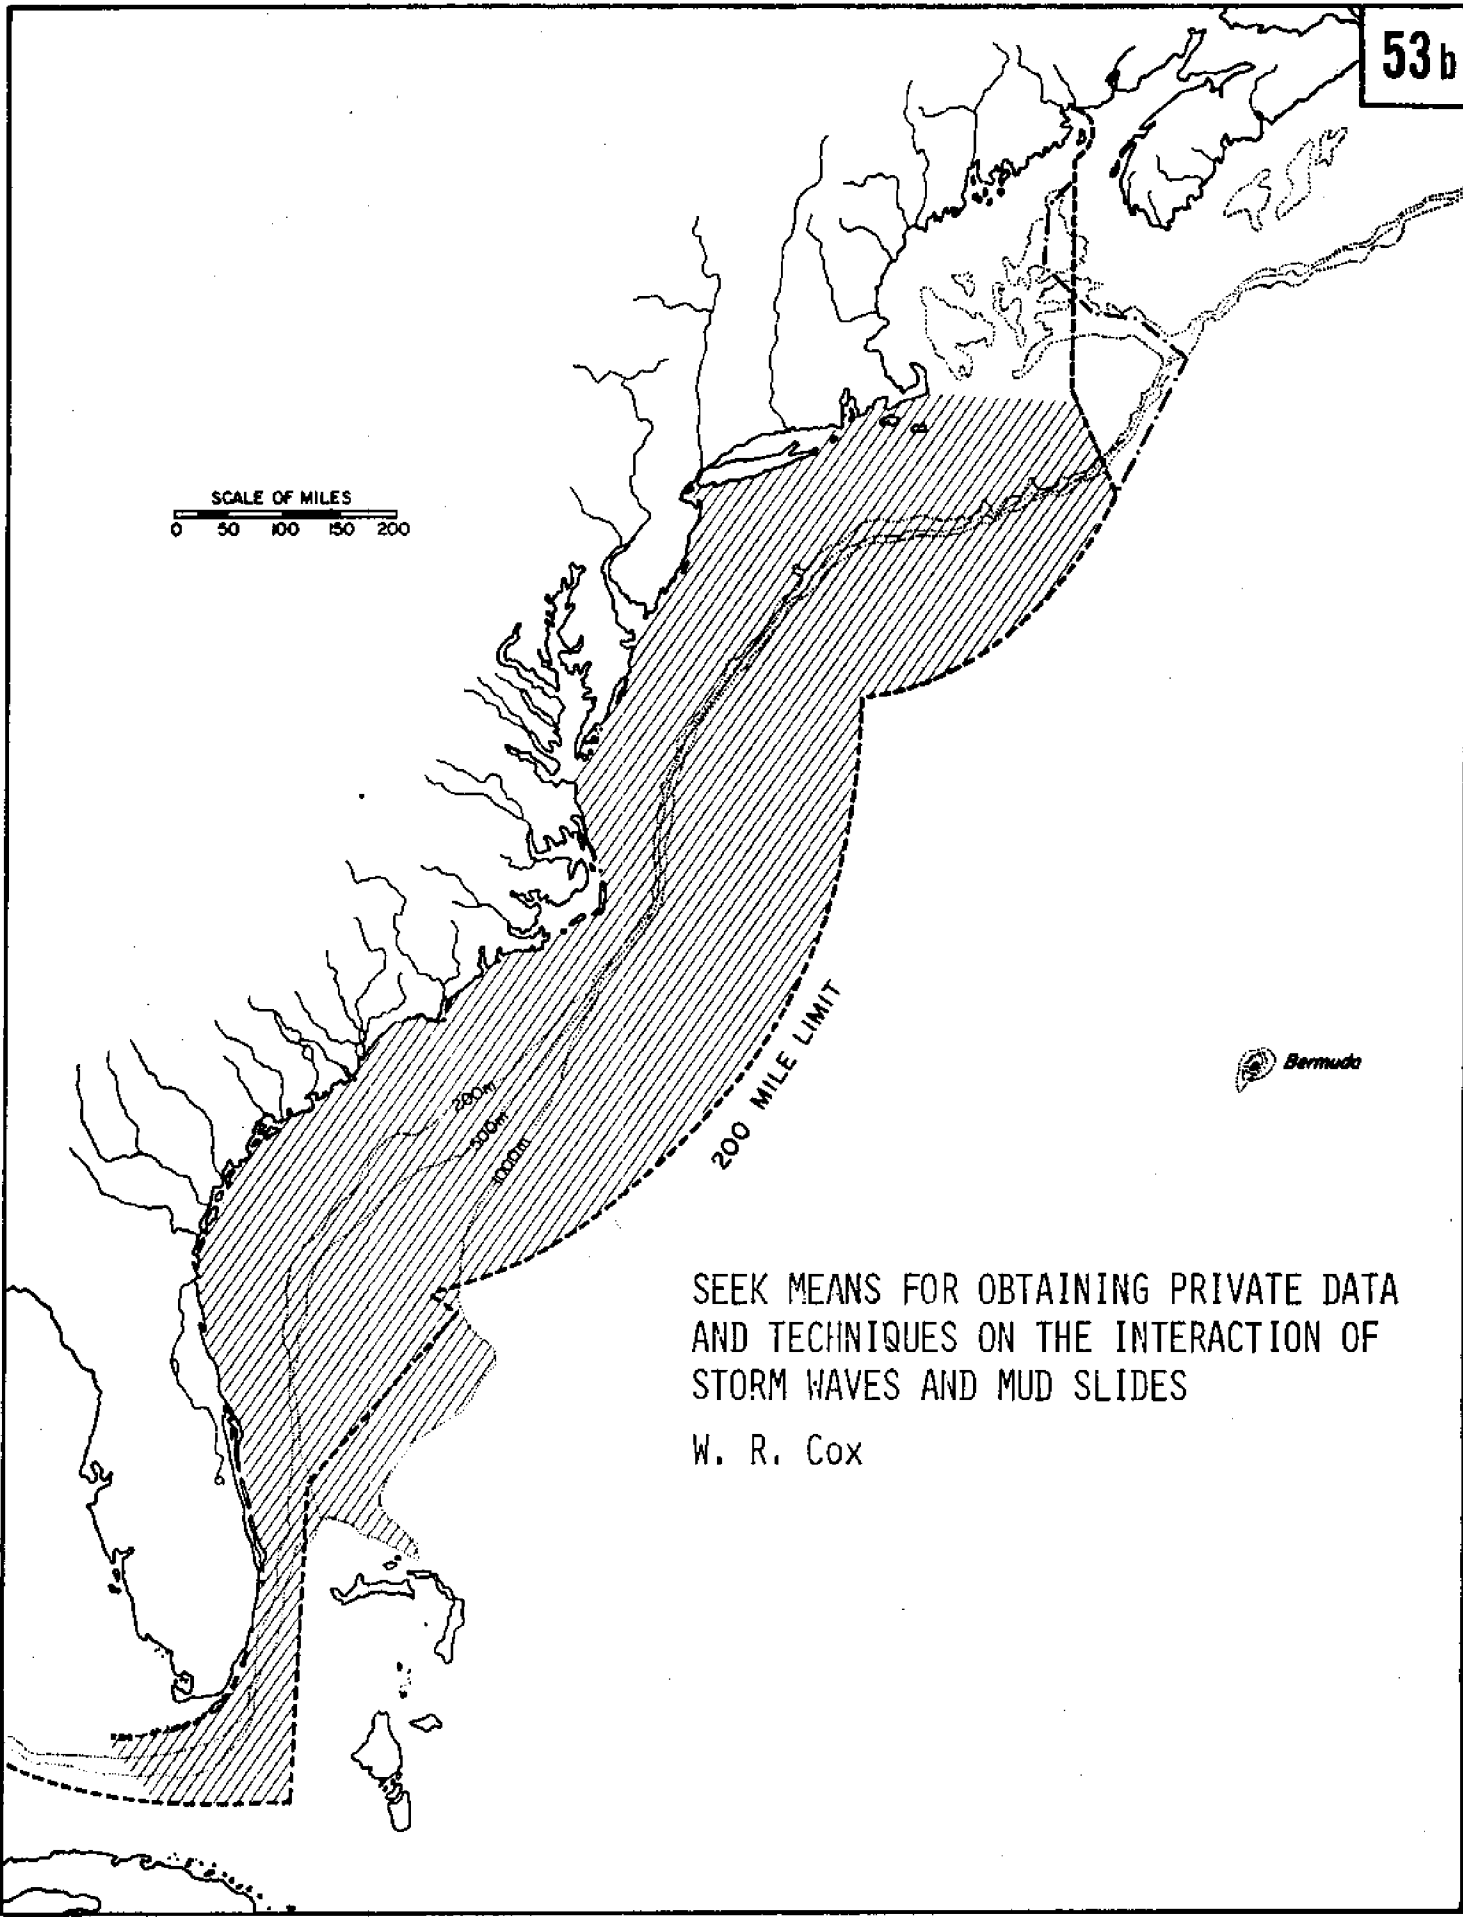 53b
SCALE OF MILES
0 50 100 150 200
200 MILE LIMIT
Bermuda
200m
500m
1000m
SEEK MEANS FOR OBTAINING PRIVATE DATA
AND TECHNIQUES ON THE INTERACTION OF
STORM WAVES AND MUD SLIDES
W. R. Cox